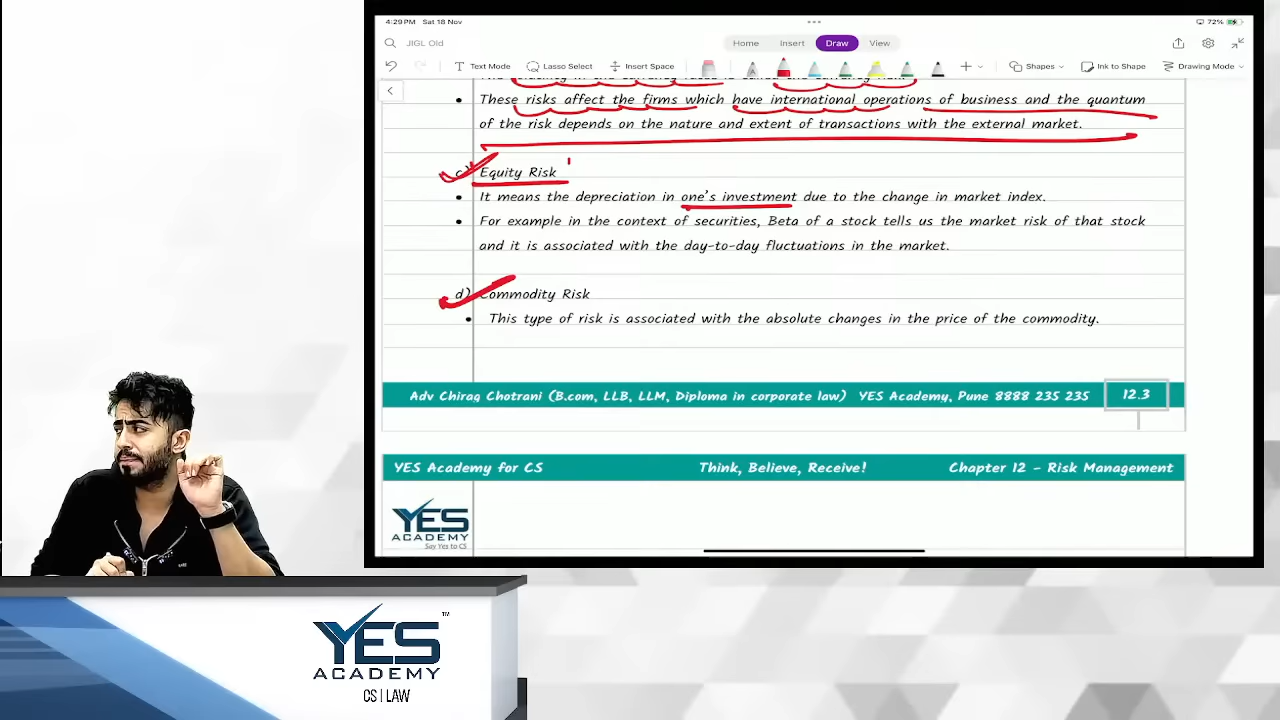 4:29 PM Sat 18 Nov
72%
JIGL Old
Home Insert Draw View
Text Mode Lasso Select Insert Space Shapes Ink to Shape Drawing Mode
These risks affect the firms which have international operations of business and the quantum
of the risk depends on the nature and extent of transactions with the external market.
c) Equity Risk
It means the depreciation in one's investment due to the change in market index.
For example in the context of securities, Beta of a stock tells us the market risk of that stock
and it is associated with the day-to-day fluctuations in the market.
d) Commodity Risk
This type of risk is associated with the absolute changes in the price of the commodity.
Adv Chirag Chotrani (B.com, LLB, LLM, Diploma in corporate law) YES Academy, Pune 8888 235 235 12.3
YES Academy for CS Think, Believe, Receive! Chapter 12 - Risk Management
YES
ACADEMY
Say Yes to CS
YES™
ACADEMY
CS | LAW